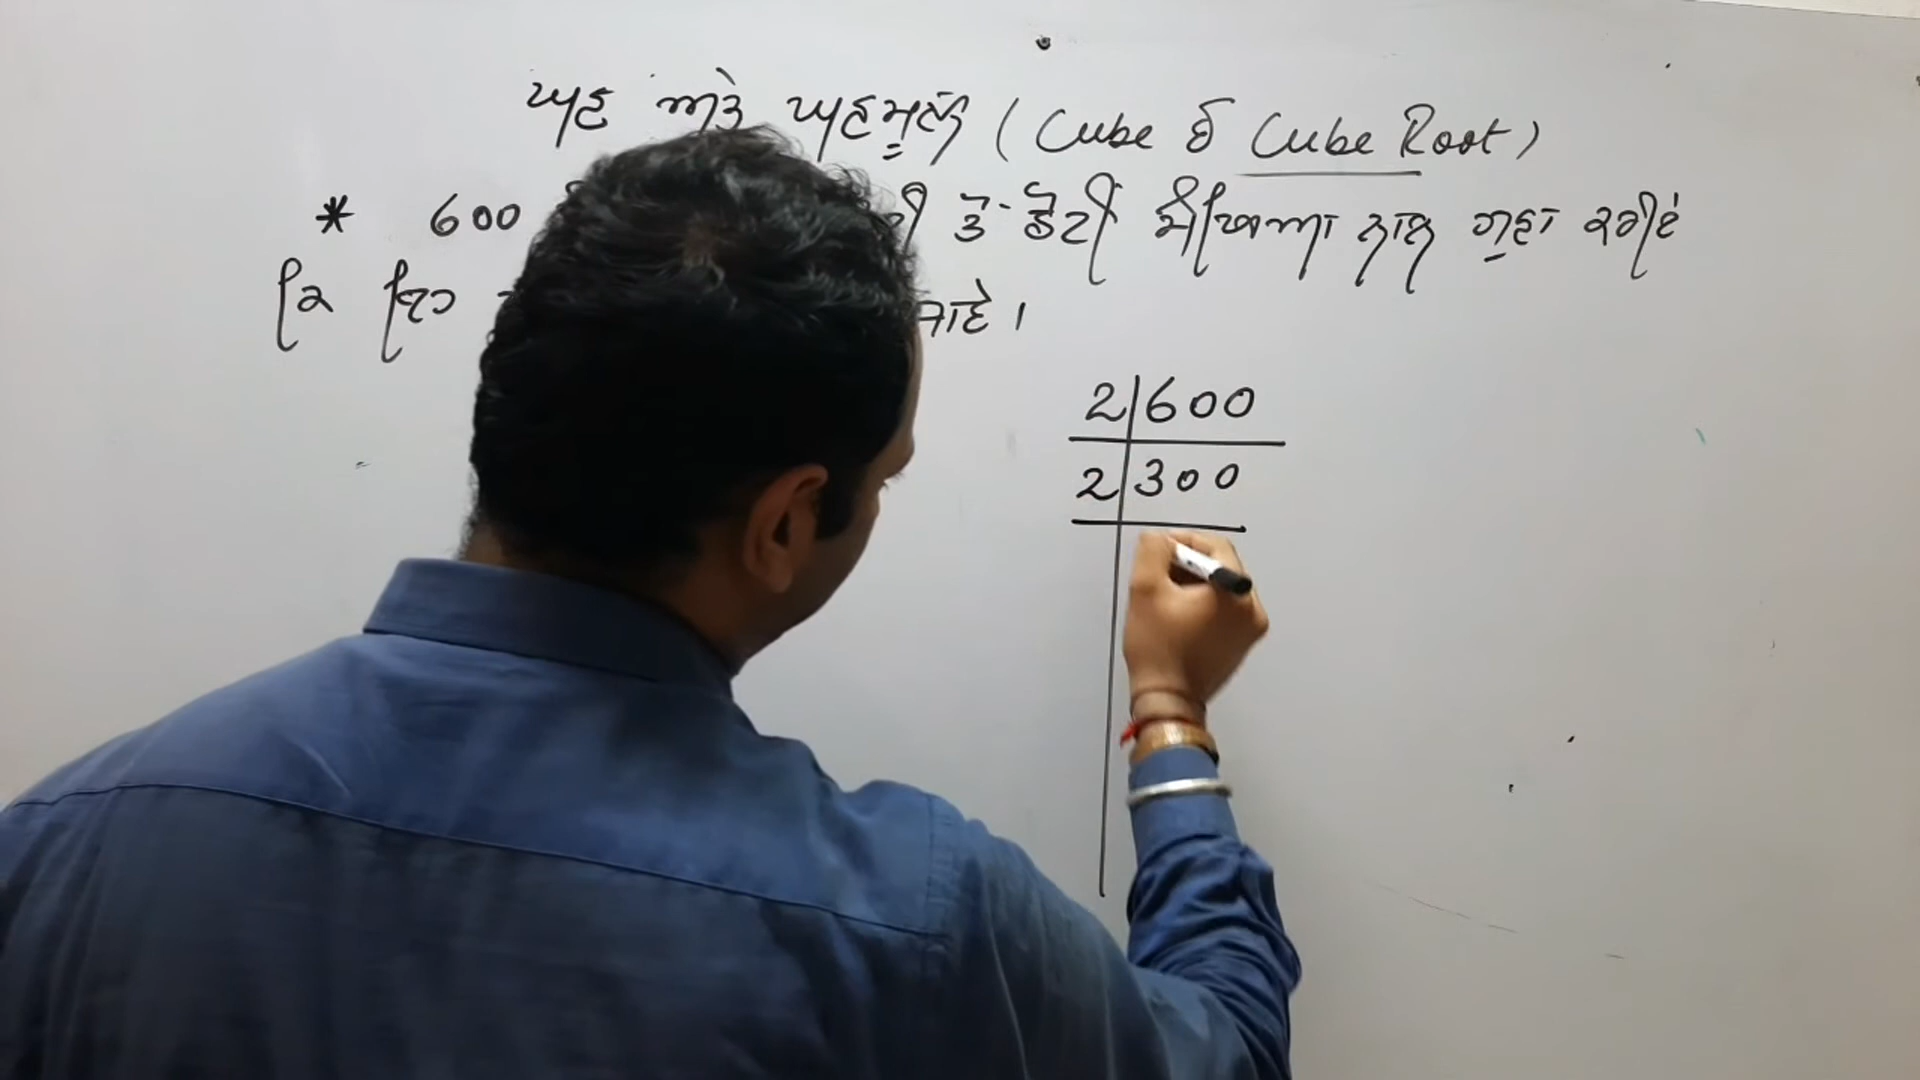 ਘਣ ਅਤੇ ਘਣਮੂਲ (Cube & Cube Root)
* 600 ਤੋਂ ਛੋਟੀ ਸੰਖਿਆ ਨਾਲ ਗੁਣਾ ਕਰੀਏ
ਕਿ ਇਹ ਜਾਵੇ ।
2 600
2 300